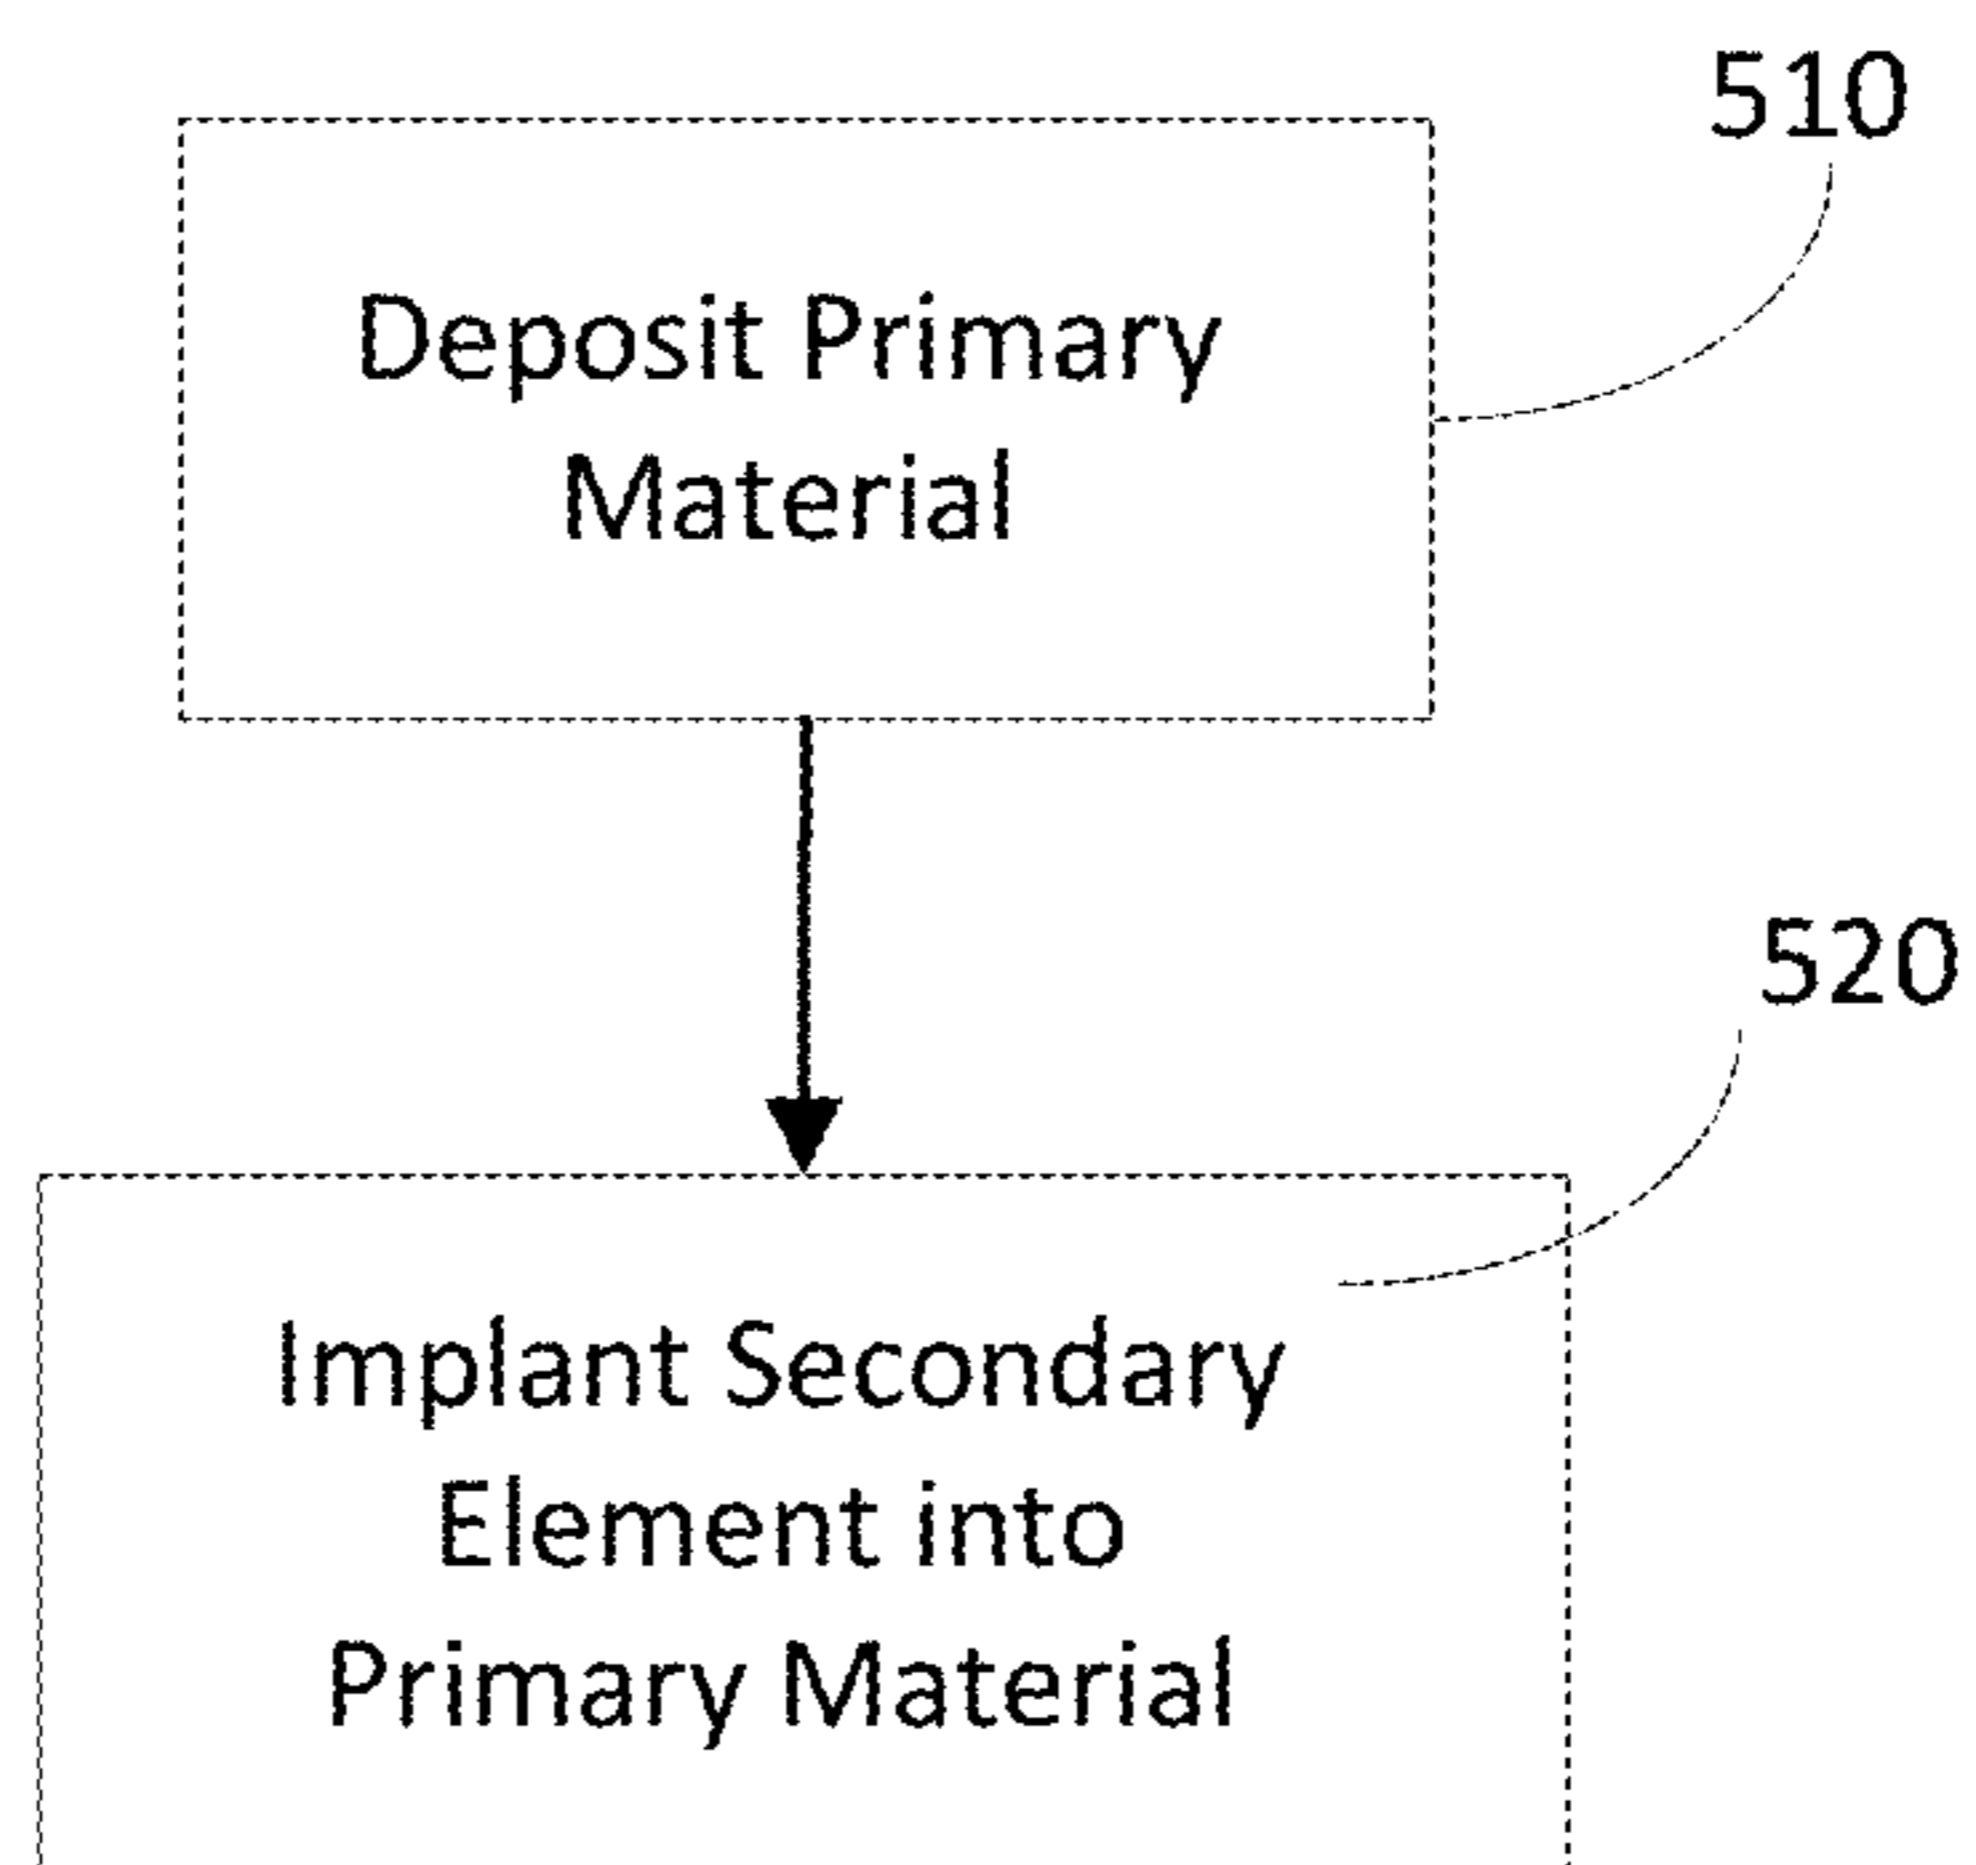 510
Deposit Primary
Material
520
Implant Secondary
Element into
Primary Material